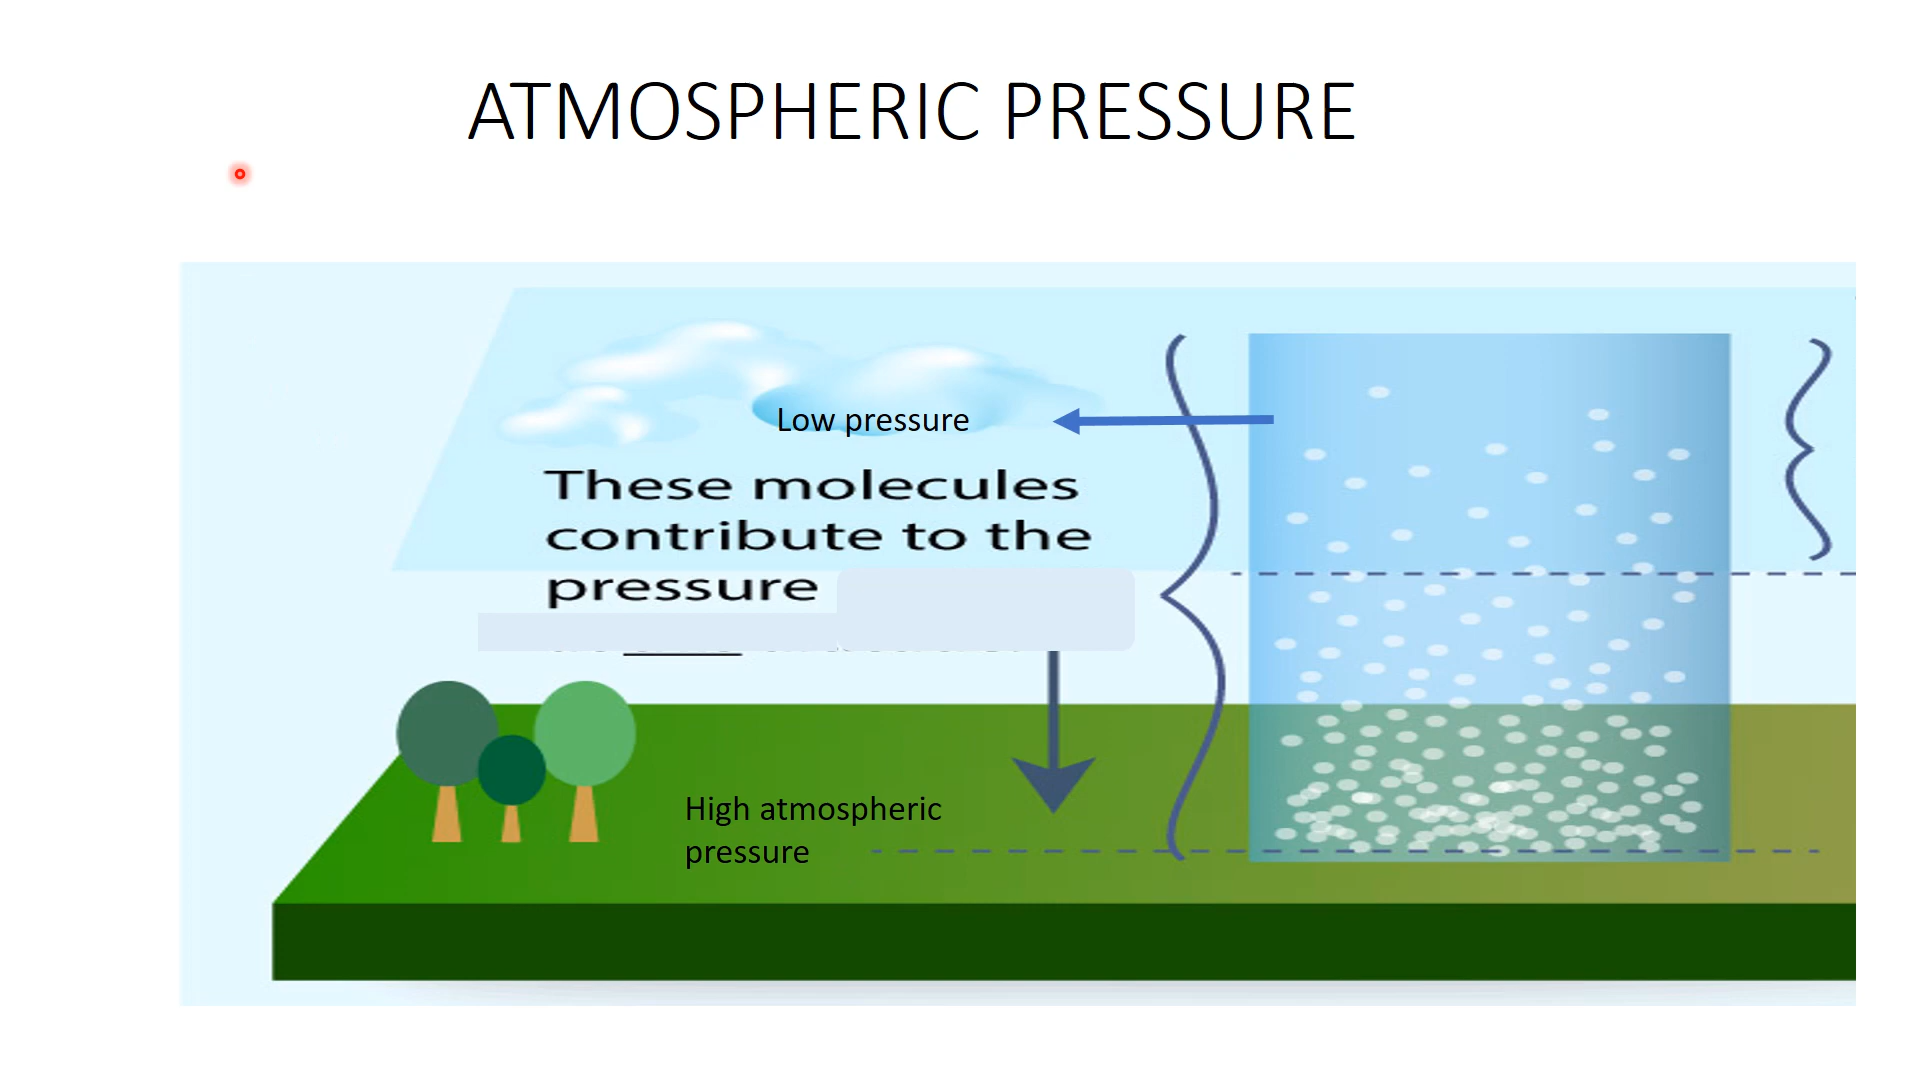 ATMOSPHERIC PRESSURE
Low pressure
These molecules
contribute to the
pressure
High atmospheric
pressure